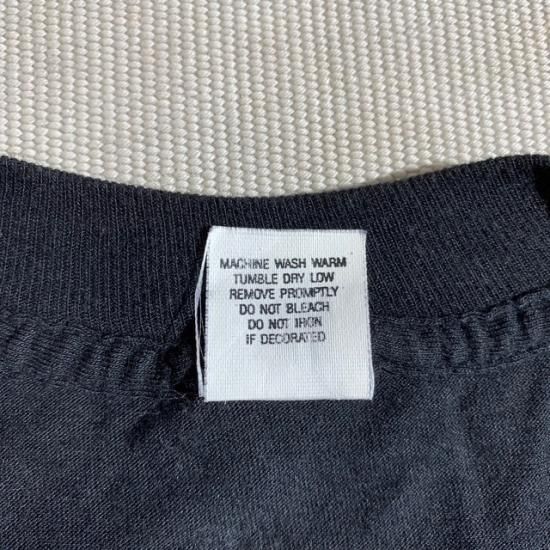 MACHINE WASH WARM
TUMBLE DRY LOW
REMOVE PROMPTLY
DO NOT BLEACH
DO NOT IRON
IF DECORATED